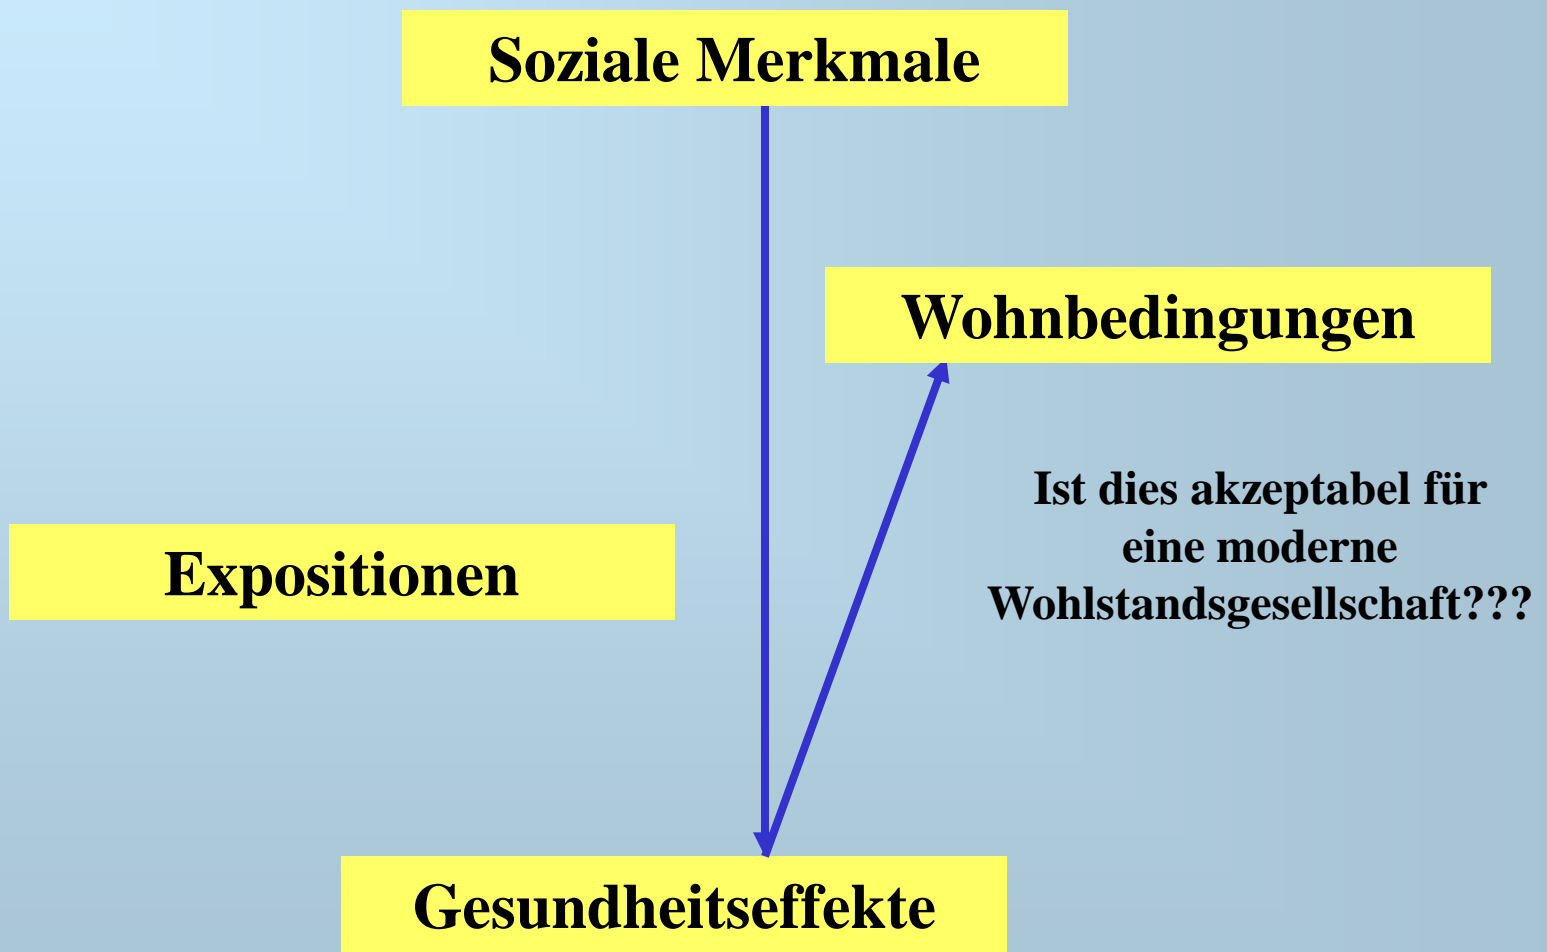 Soziale Merkmale
Wohnbedingungen
Ist dies akzeptabel für
eine moderne
Wohlstandsgesellschaft???
Expositionen
Gesundheitseffekte